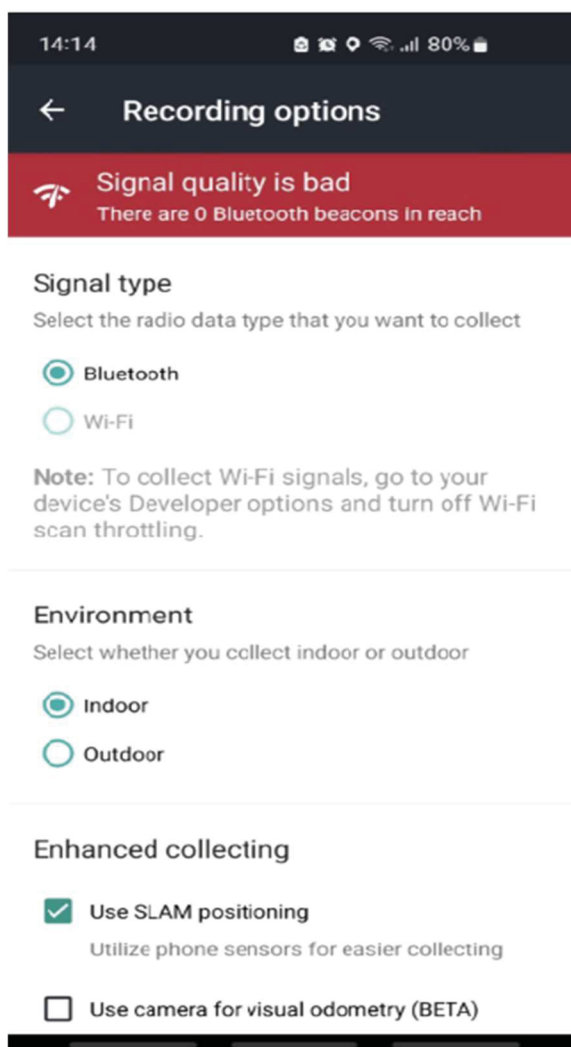 14:14 80%
Recording options
Signal quality is bad
There are 0 Bluetooth beacons in reach
Signal type
Select the radio data type that you want to collect
Bluetooth
Wi-Fi
Note: To collect Wi-Fi signals, go to your
device's Developer options and turn off Wi-Fi
scan throttling.
Environment
Select whether you collect indoor or outdoor
Indoor
Outdoor
Enhanced collecting
Use SLAM positioning
Utilize phone sensors for easier collecting
Use camera for visual odometry (BETA)